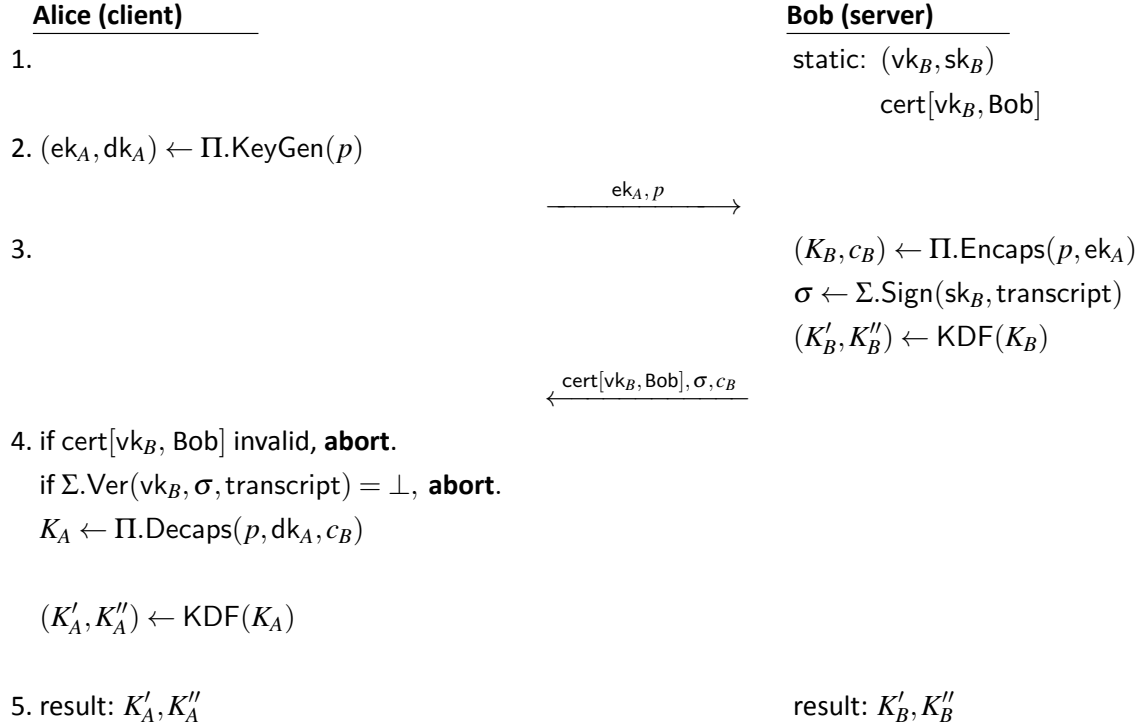 Alice (client) Bob (server)
1. static: (vk_B, sk_B)
cert[vk_B, Bob]
2. (ek_A, dk_A) ← Π.KeyGen(p)
ek_A, p
3. (K_B, c_B) ← Π.Encaps(p, ek_A)
σ ← Σ.Sign(sk_B, transcript)
(K′_B, K″_B) ← KDF(K_B)
cert[vk_B, Bob], σ, c_B
4. if cert[vk_B, Bob] invalid, abort.
if Σ.Ver(vk_B, σ, transcript) = ⊥, abort.
K_A ← Π.Decaps(p, dk_A, c_B)
(K′_A, K″_A) ← KDF(K_A)
5. result: K′_A, K″_A result: K′_B, K″_B